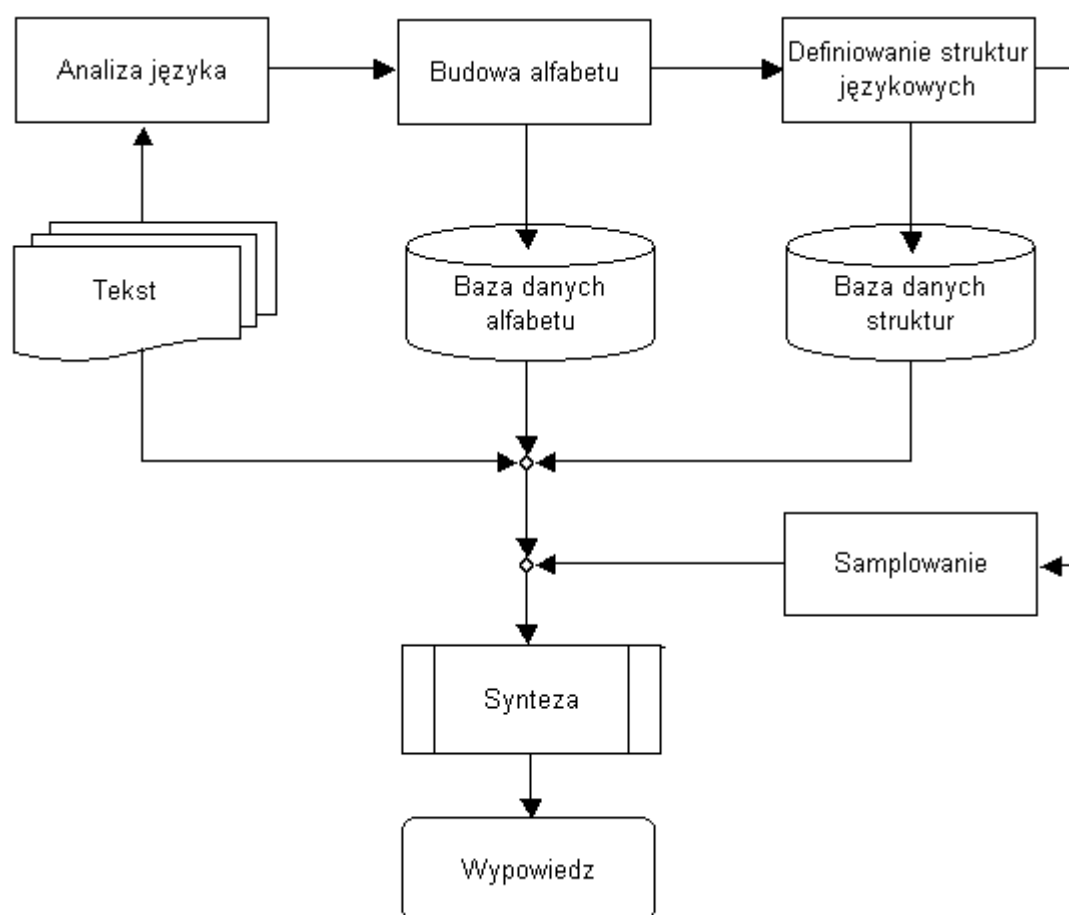 Analiza języka
Budowa alfabetu
Definiowanie struktur
językowych
Tekst
Baza danych
alfabetu
Baza danych
struktur
Samplowanie
Synteza
Wypowiedz